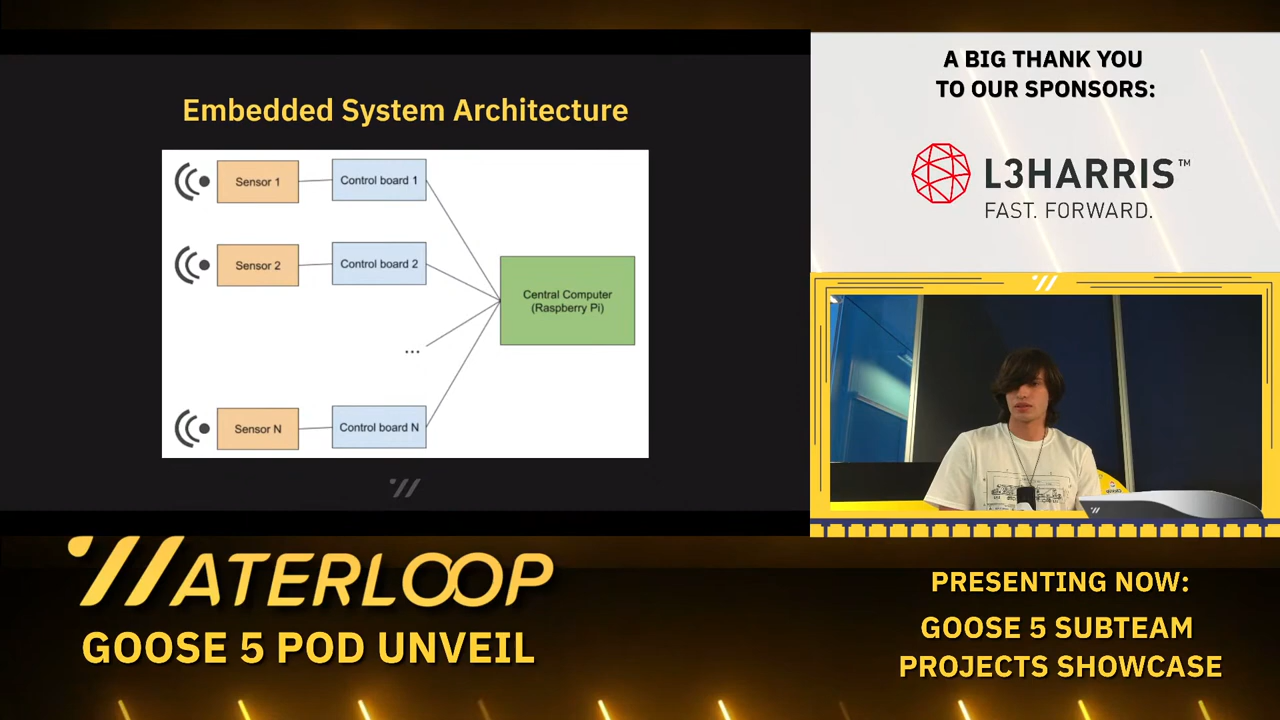 Embedded System Architecture
Sensor 1
Control board 1
Sensor 2
Control board 2
Central Computer
(Raspberry Pi)
...
Sensor N
Control board N
A BIG THANK YOU
TO OUR SPONSORS:
L3HARRIS™
FAST. FORWARD.
WATERLOOP
GOOSE 5 POD UNVEIL
PRESENTING NOW:
GOOSE 5 SUBTEAM
PROJECTS SHOWCASE